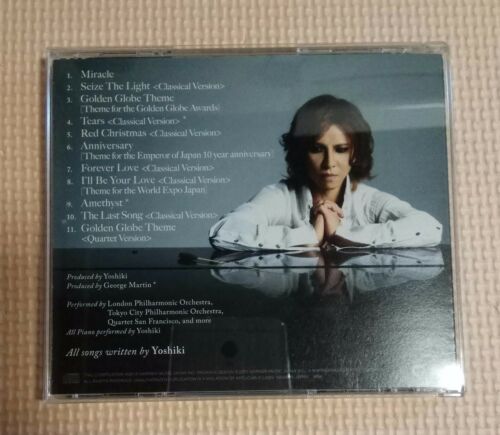 1. Miracle
2. Seize The Light <Classical Version>
3. Golden Globe Theme
[Theme for the Golden Globe Awards]
4. Tears <Classical Version> *
5. Red Christmas <Classical Version>
6. Anniversary
[Theme for the Emperor of Japan 10 year anniversary]
7. Forever Love <Classical Version>
8. I'll Be Your Love <Classical Version>
[Theme for the World Expo Japan]
9. Amethyst *
10. The Last Song <Classical Version>
11. Golden Globe Theme
<Quartet Version>
Produced by Yoshiki
Produced by George Martin *
Performed by London Philharmonic Orchestra,
Tokyo City Philharmonic Orchestra,
Quartet San Francisco, and more
All Piano performed by Yoshiki
All songs written by Yoshiki